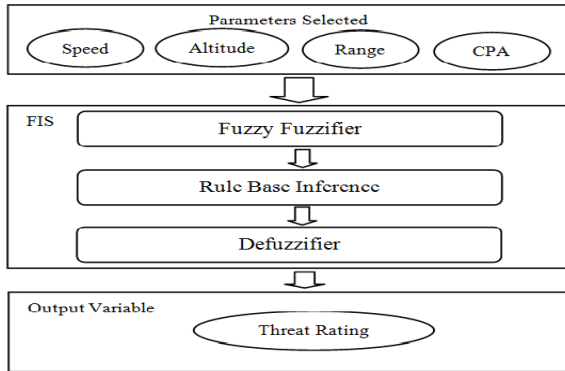 Parameters Selected
Speed Altitude Range CPA
FIS
Fuzzy Fuzzifier
Rule Base Inference
Defuzzifier
Output Variable
Threat Rating